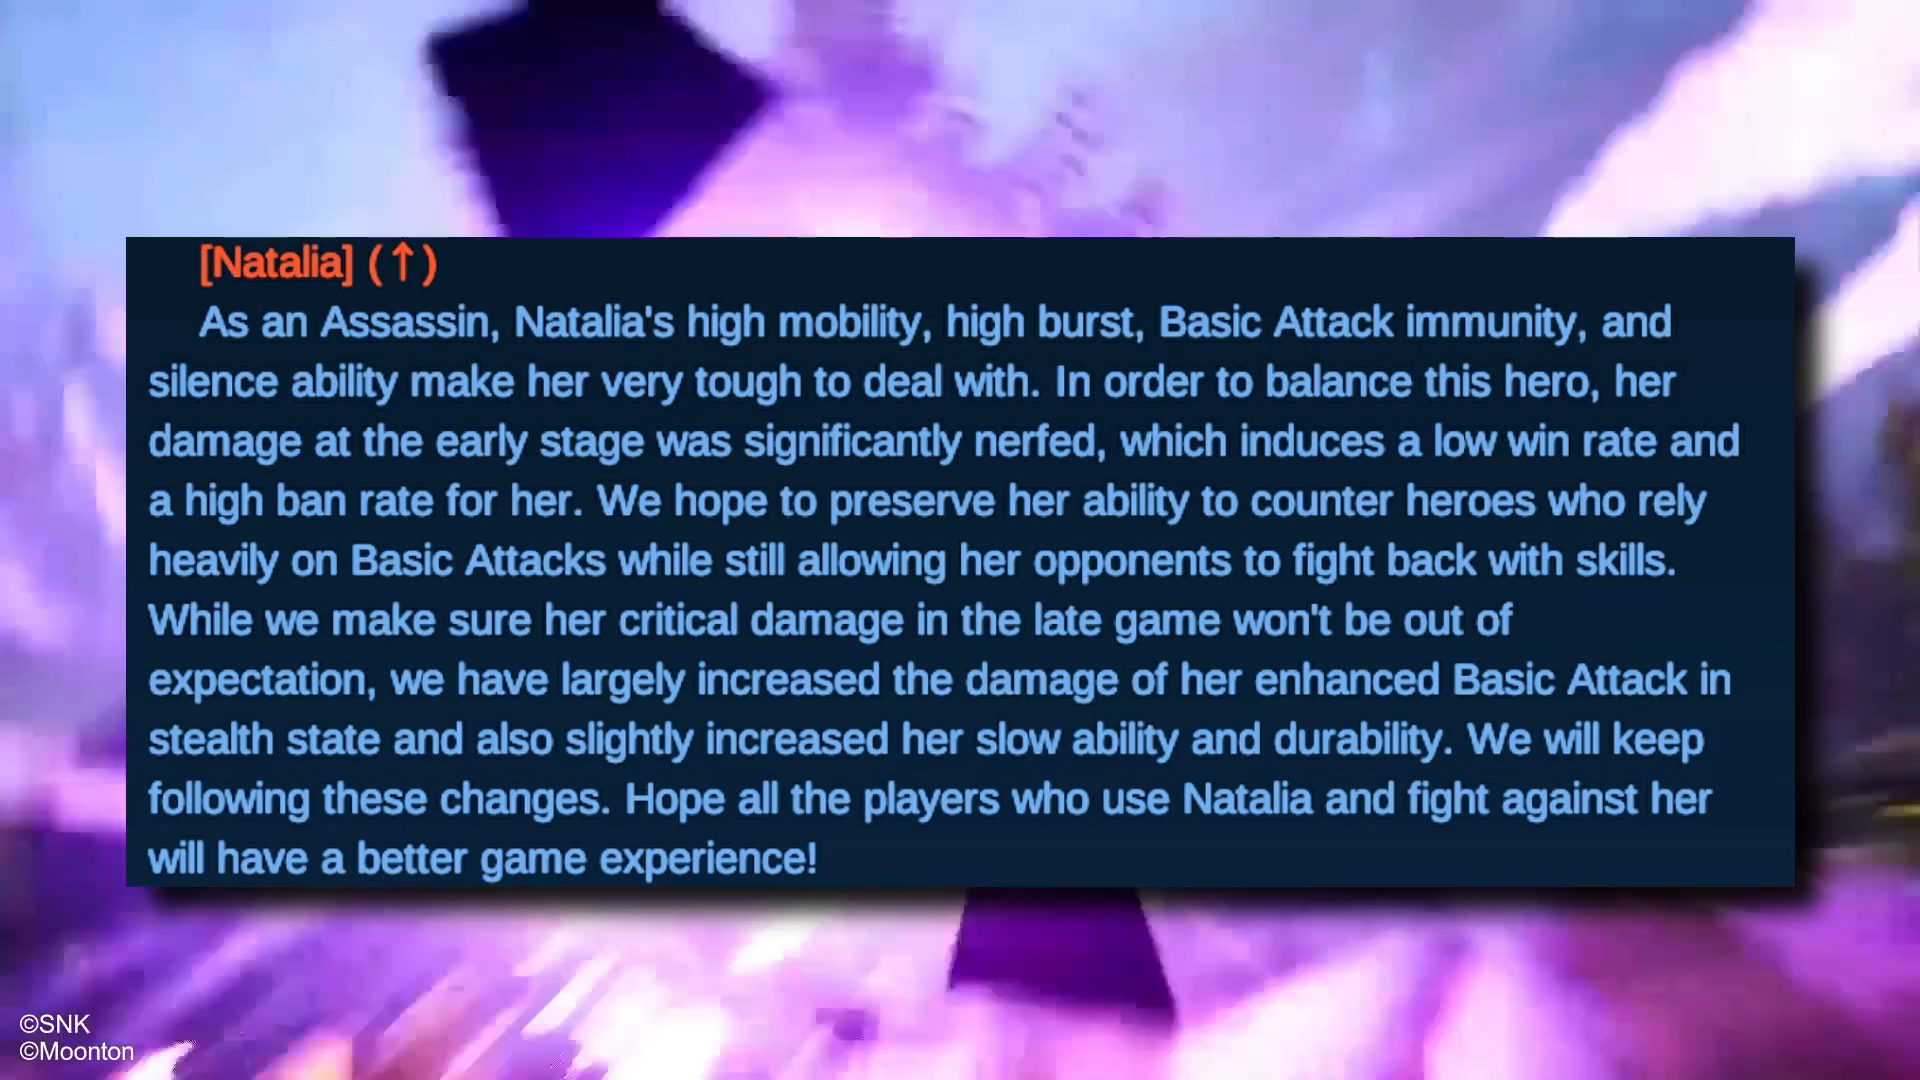 [Natalia] (↑)
As an Assassin, Natalia's high mobility, high burst, Basic Attack immunity, and
silence ability make her very tough to deal with. In order to balance this hero, her
damage at the early stage was significantly nerfed, which induces a low win rate and
a high ban rate for her. We hope to preserve her ability to counter heroes who rely
heavily on Basic Attacks while still allowing her opponents to fight back with skills.
While we make sure her critical damage in the late game won't be out of
expectation, we have largely increased the damage of her enhanced Basic Attack in
stealth state and also slightly increased her slow ability and durability. We will keep
following these changes. Hope all the players who use Natalia and fight against her
will have a better game experience!
©SNK
©Moonton